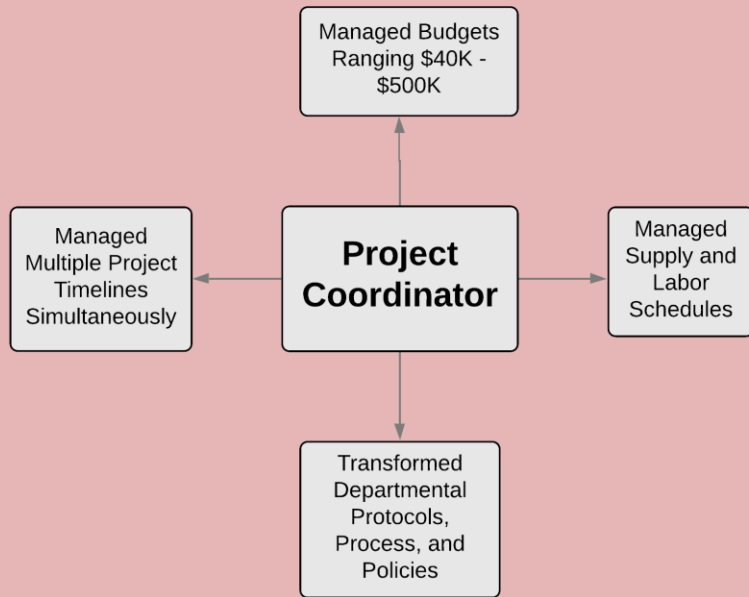 Managed Budgets
Ranging $40K -
$500K
Managed
Multiple Project
Timelines
Simultaneously
Project
Coordinator
Managed
Supply and
Labor
Schedules
Transformed
Departmental
Protocols,
Process, and
Policies